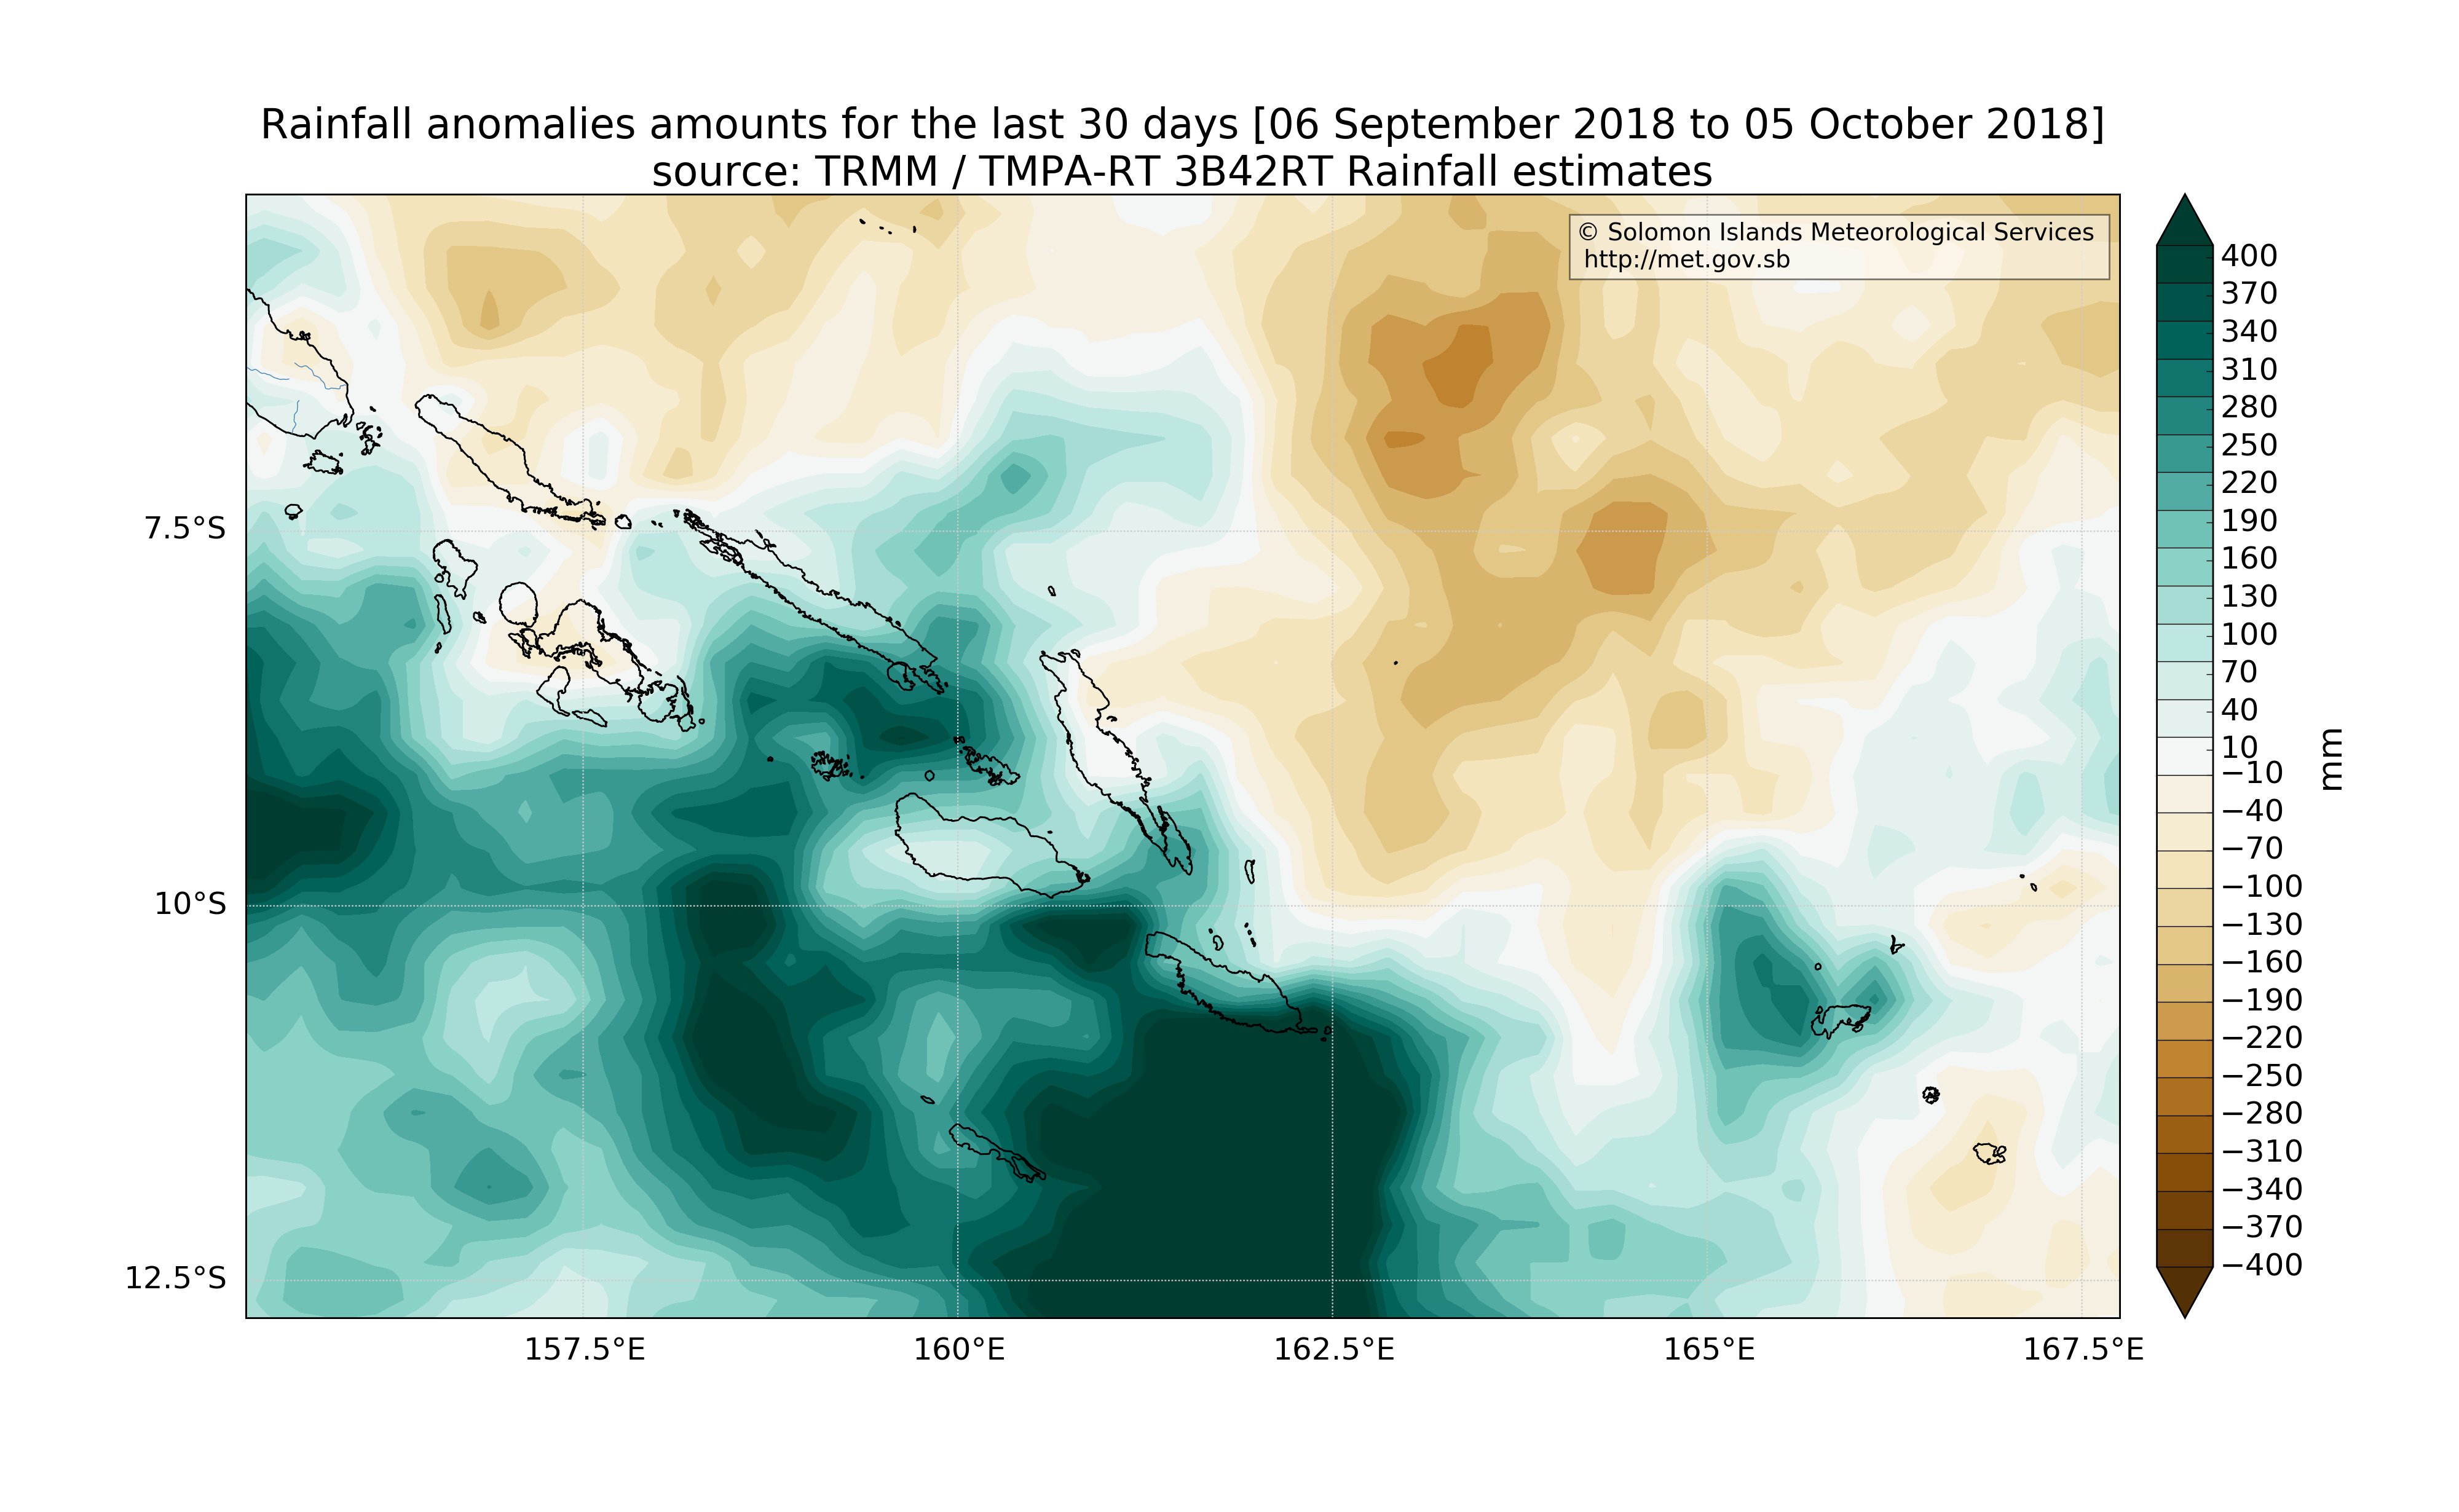 Rainfall anomalies amounts for the last 30 days [06 September 2018 to 05 October 2018]
source: TRMM / TMPA-RT 3B42RT Rainfall estimates
© Solomon Islands Meteorological Services
http://met.gov.sb
7.5°S
10°S
12.5°S
157.5°E
160°E
162.5°E
165°E
167.5°E
400
370
340
310
280
250
220
190
160
130
100
70
40
10
−10
−40
−70
−100
−130
−160
−190
−220
−250
−280
−310
−340
−370
−400
mm